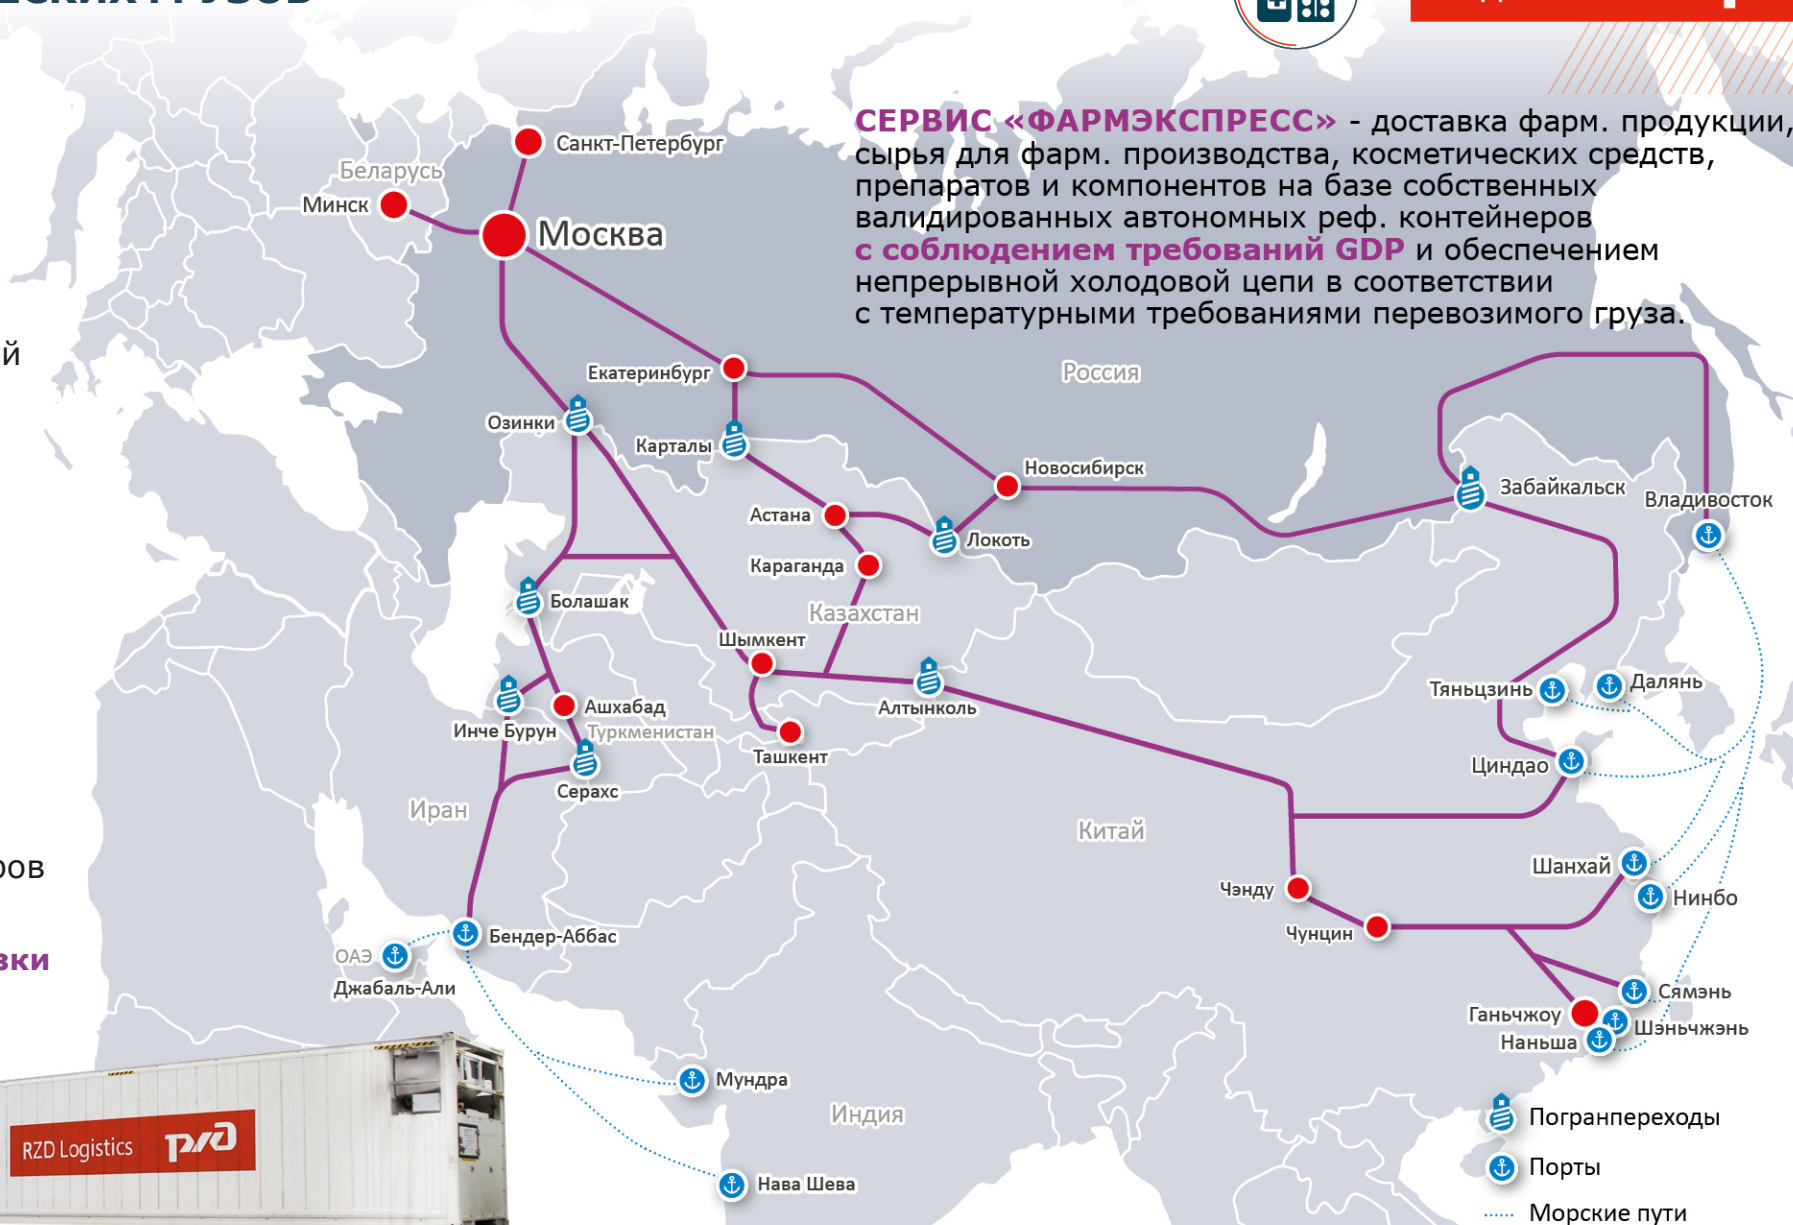 СЕРВИС «ФАРМЭКСПРЕСС» - доставка фарм. продукции,
сырья для фарм. производства, косметических средств,
препаратов и компонентов на базе собственных
валидированных автономных реф. контейнеров
с соблюдением требований GDP и обеспечением
непрерывной холодовой цепи в соответствии
с температурными требованиями перевозимого груза.
Санкт-Петербург
Беларусь
Минск
Москва
Россия
Екатеринбург
Озинки
Карталы
Новосибирск
Забайкальск
Владивосток
Астана
Локоть
Караганда
Болашак
Казахстан
Шымкент
Алтынколь
Тяньцзинь
Далянь
Ашхабад
Инче Бурун
Туркменистан
Ташкент
Циндао
Серахс
Иран
Китай
Шанхай
Чэнду
Нинбо
Чунцин
Бендер-Аббас
ОАЭ
Джабаль-Али
Сямэнь
Ганьчжоу
Шэньчжэнь
Наньша
Мундра
Индия
Нава Шева
Погранпереходы
Порты
Морские пути
RZD Logistics ржд
ГРУЗОВ
й
ров
зки